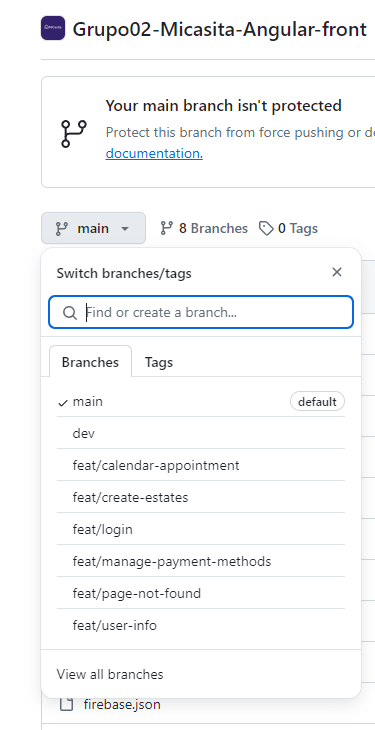 Grupo02-Micasita-Angular-front
Your main branch isn't protected
Protect this branch from force pushing or
documentation.
main
8 Branches
0 Tags
Switch branches/tags
Find or create a branch...
Branches
Tags
main
default
dev
feat/calendar-appointment
feat/create-estates
feat/login
feat/manage-payment-methods
feat/page-not-found
feat/user-info
View all branches
firebase.json